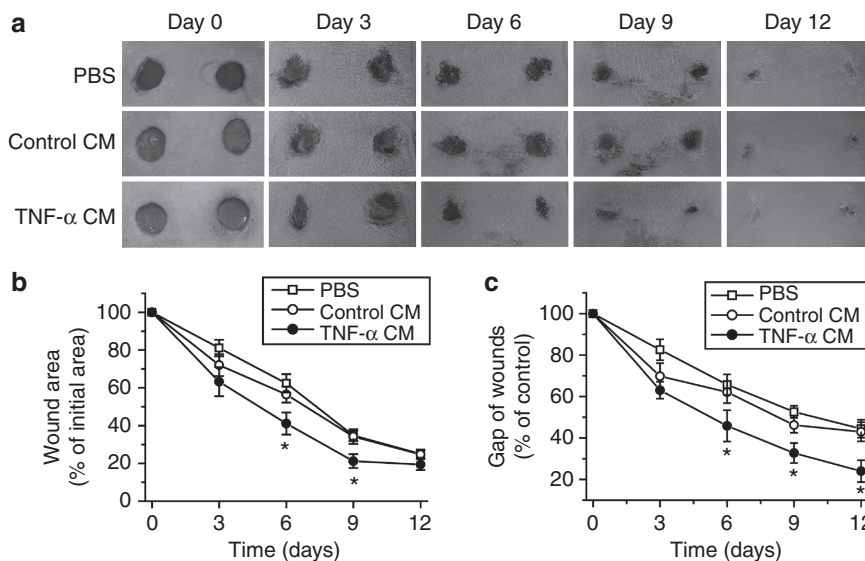 a
Day 0 Day 3 Day 6 Day 9 Day 12
PBS
Control CM
TNF-α CM
b
Wound area
(% of initial area)
100
80
60
40
20
0
PBS
Control CM
TNF-α CM
*
*
0 3 6 9 12
Time (days)
c
Gap of wounds
(% of control)
100
80
60
40
20
PBS
Control CM
TNF-α CM
*
*
*
0 3 6 9 12
Time (days)